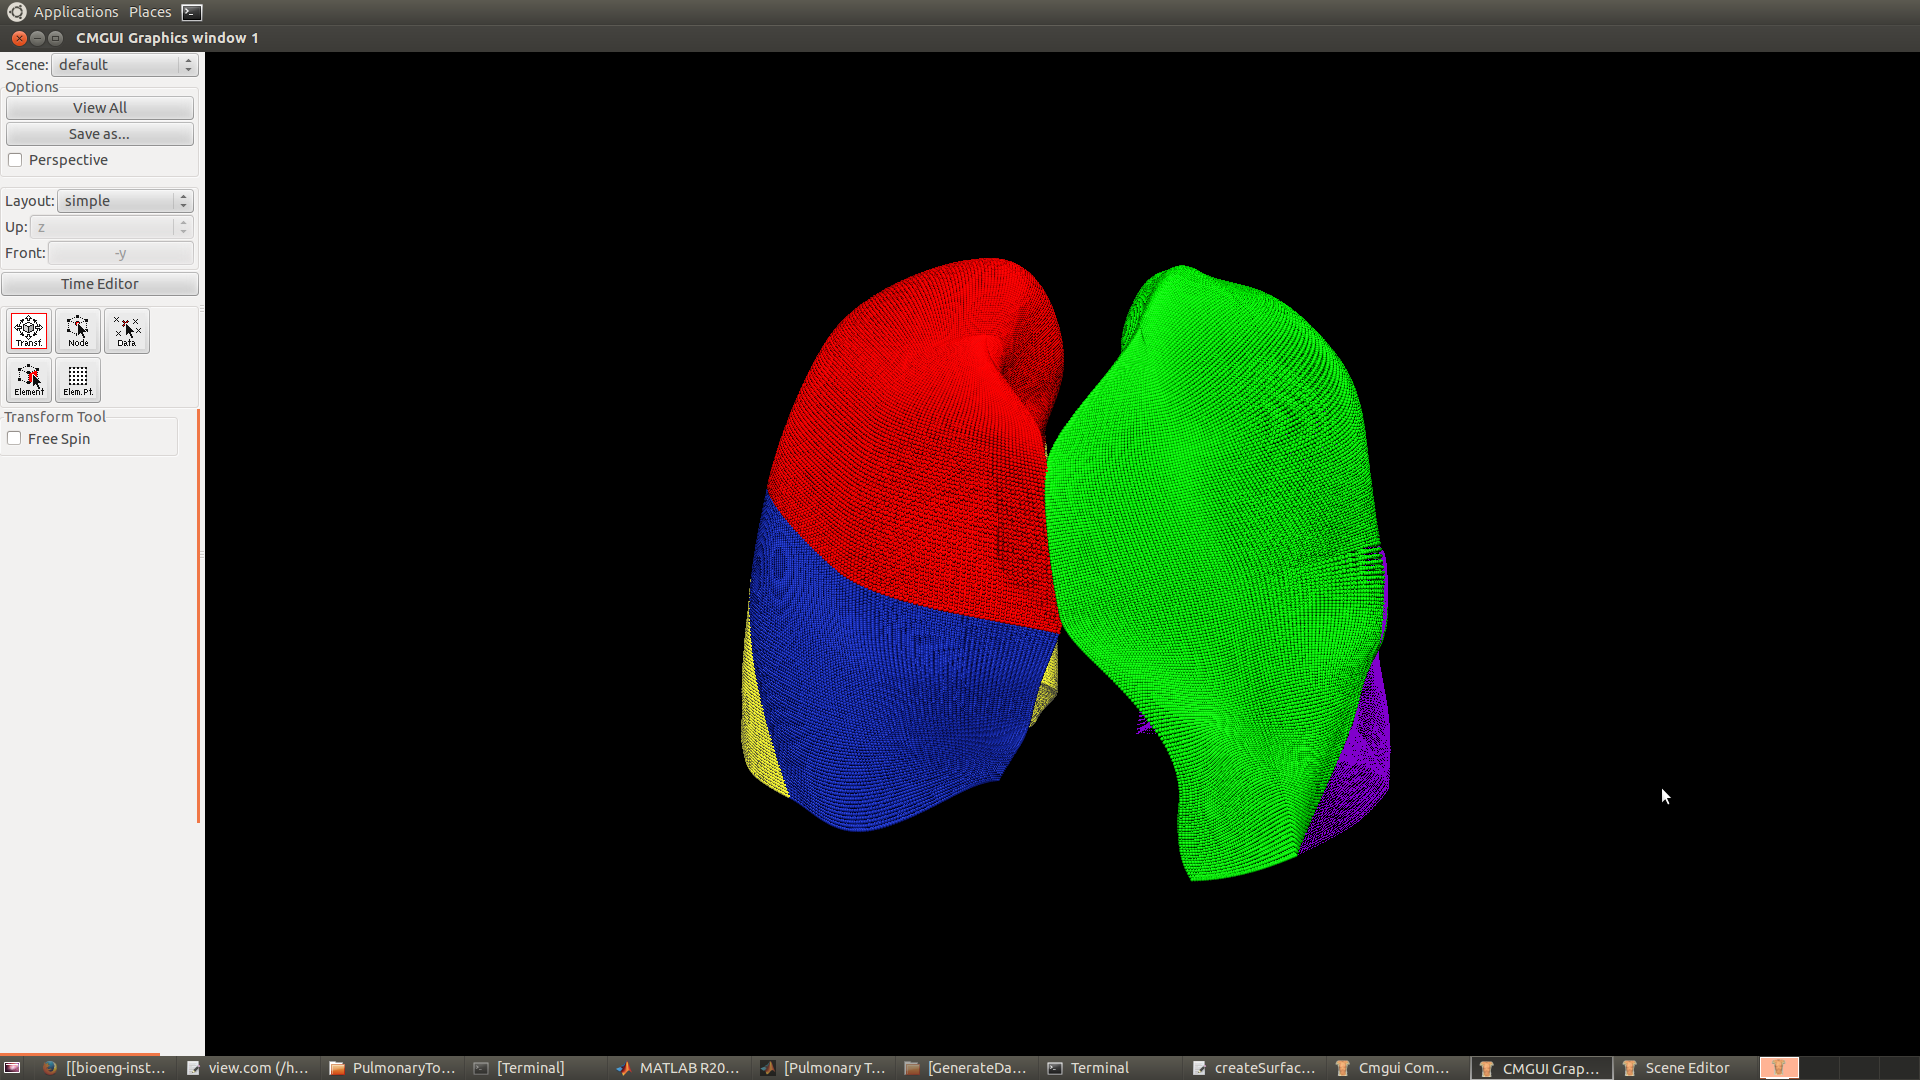 Applications Places
CMGUI Graphics window 1
Scene: default
Options
View All
Save as...
Perspective
Layout: simple
Up: z
Front: -y
Time Editor
Transf. Node Data
Element Elem. Pt.
Transform Tool
Free Spin
[[bioeng-inst... view.com (/h... PulmonaryTo... [Terminal] MATLAB R20... [Pulmonary T... [GenerateDa... Terminal createSurfac... Cmgui Com... CMGUI Grap... Scene Editor